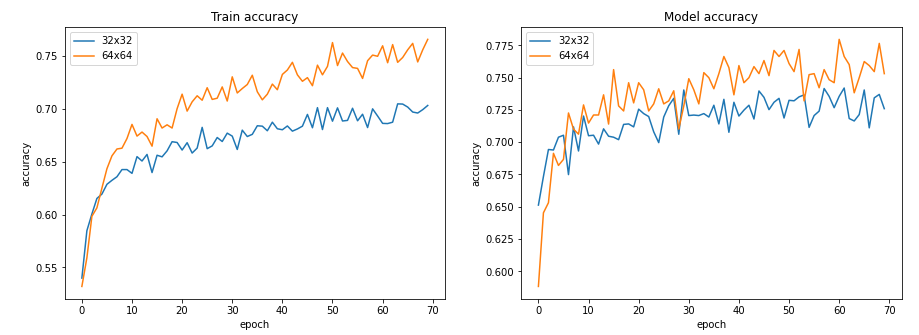 Train accuracy
32x32
64x64
0.75
0.70
0.65
0.60
0.55
accuracy
0 10 20 30 40 50 60 70
epoch
Model accuracy
32x32
64x64
0.775
0.750
0.725
0.700
0.675
0.650
0.625
0.600
accuracy
0 10 20 30 40 50 60 70
epoch